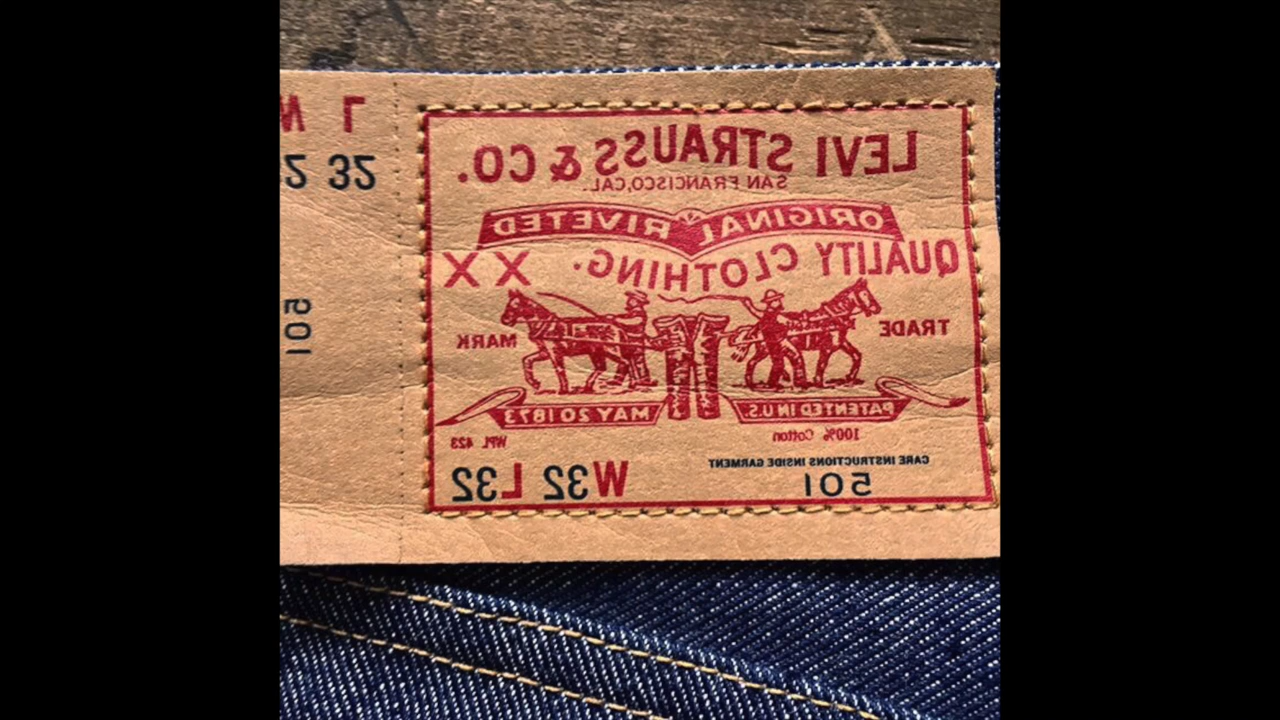 LEVI STRAUSS & CO.
SAN FRANCISCO, CAL.
ORIGINAL RIVETED
QUALITY CLOTHING.
XX
TRADE MARK
PATENTED IN U.S. MAY 20 1873
100% Cotton WPL 423
CARE INSTRUCTIONS INSIDE GARMENT
501 W32 L32
W L
32 32
501